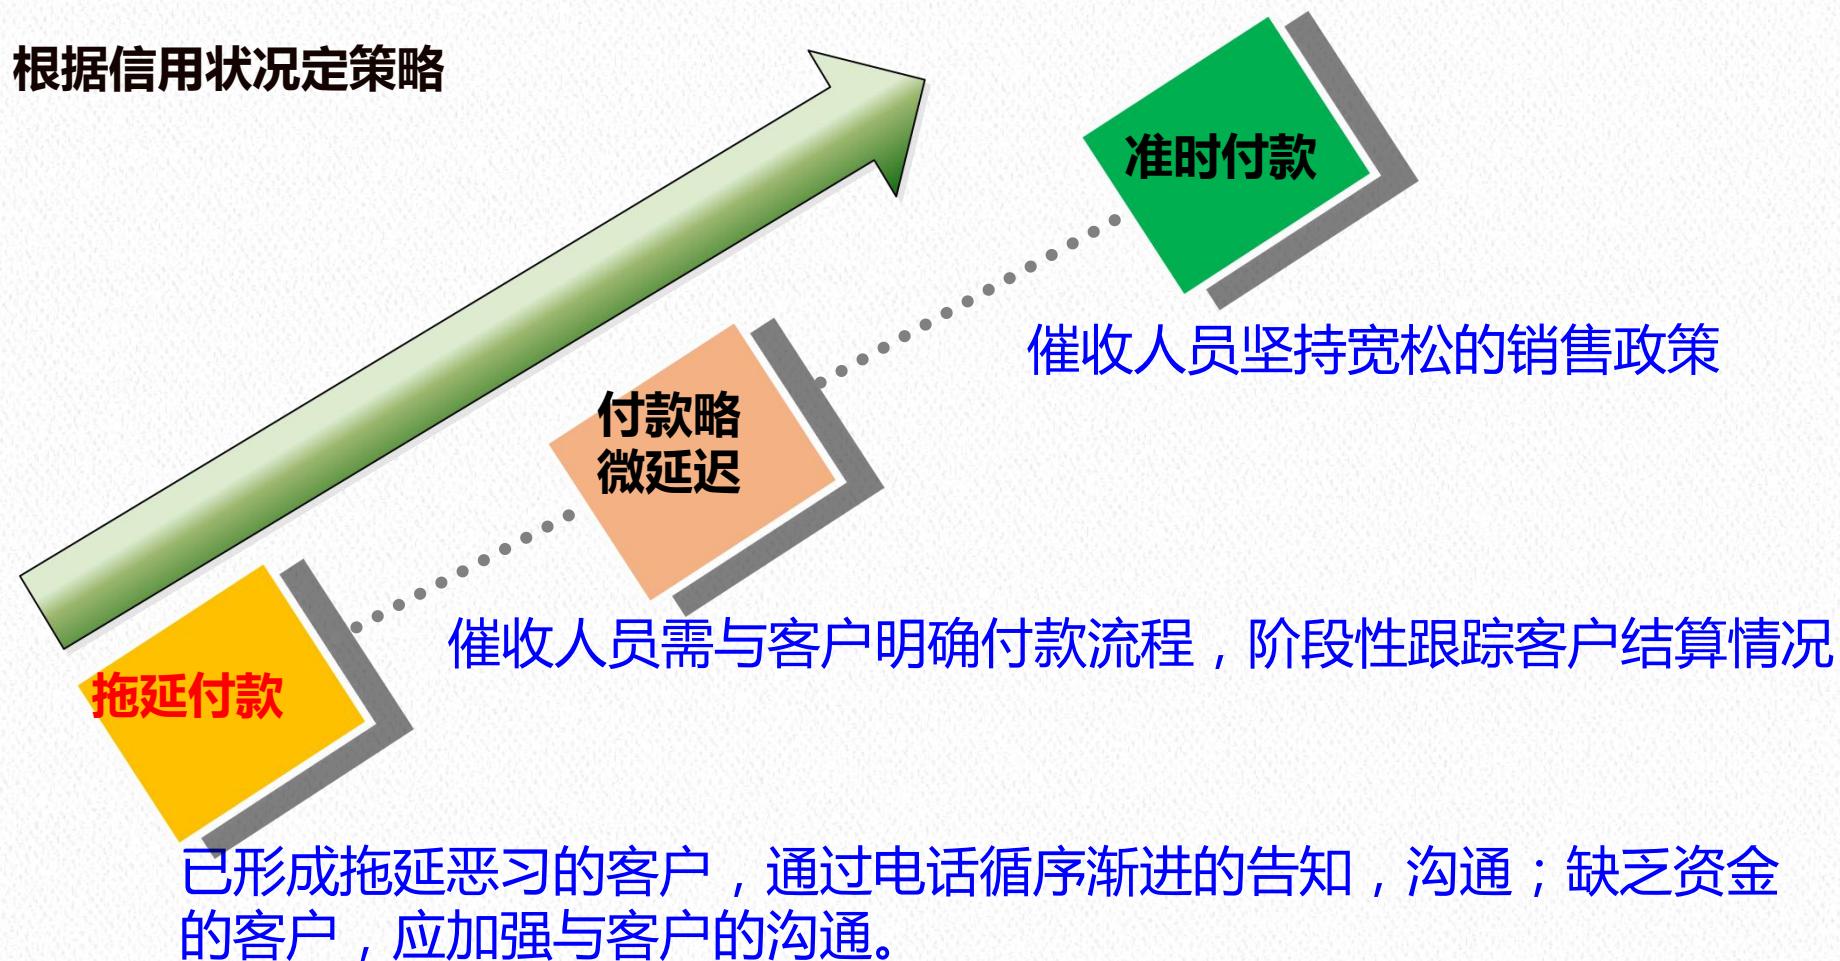 根据信用状况定策略
准时付款
催收人员坚持宽松的销售政策
付款略
微延迟
催收人员需与客户明确付款流程，阶段性跟踪客户结算情况
拖延付款
已形成拖延恶习的客户，通过电话循序渐进的告知，沟通；缺乏资金
的客户，应加强与客户的沟通。